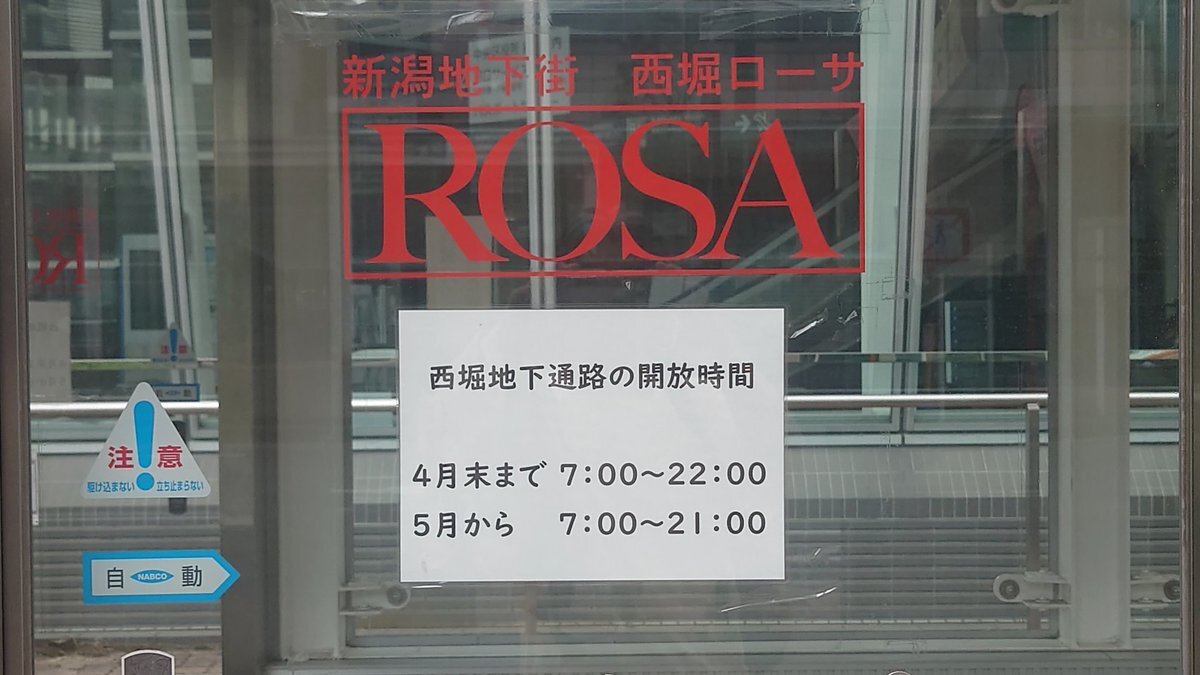 新潟地下街　西堀ローサ
ROSA
西堀地下通路の開放時間
4月末まで 7:00～22:00
5月から　 7:00～21:00
注!意
駆け込まない 立ち止まらない
自 NABCO 動
注意